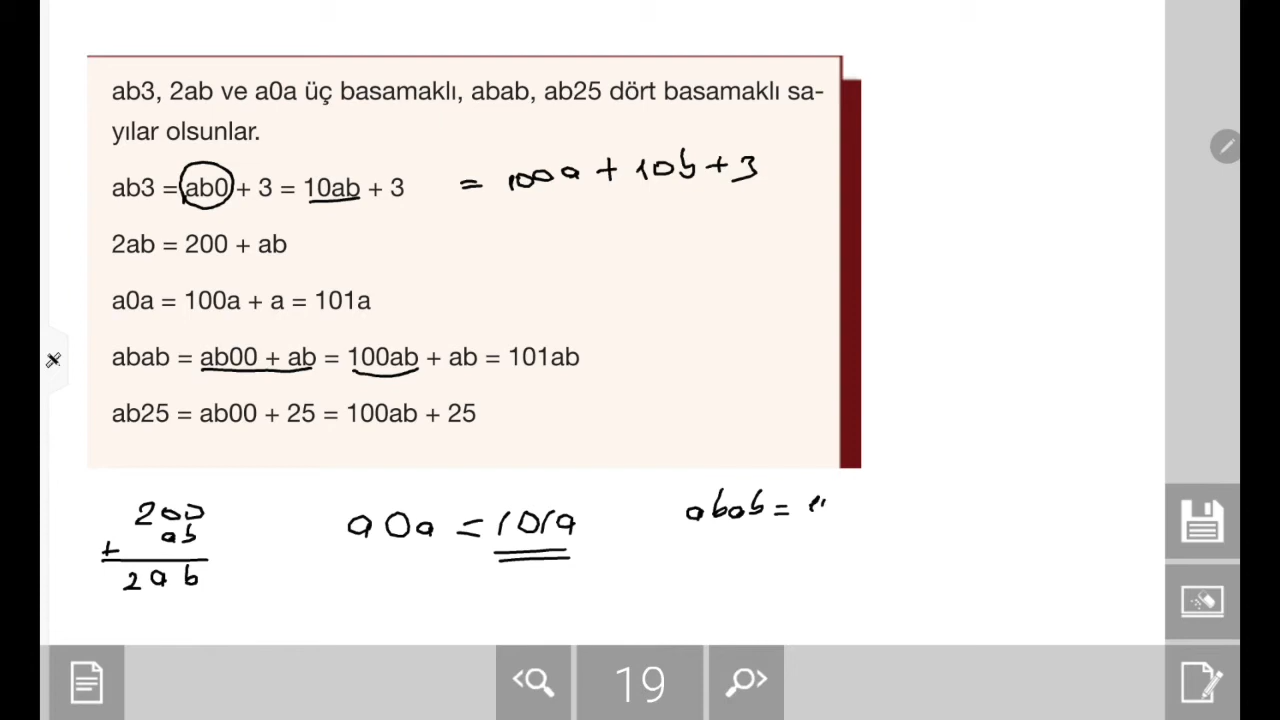 ab3, 2ab ve a0a üç basamaklı, abab, ab25 dört basamaklı sa-
yılar olsunlar.
ab3 = ab0 + 3 = 10ab + 3 = 100a + 10b + 3
2ab = 200 + ab
a0a = 100a + a = 101a
abab = ab00 + ab = 100ab + ab = 101ab
ab25 = ab00 + 25 = 100ab + 25
200
+ ab
2ab
a0a = 101a
abab =
19